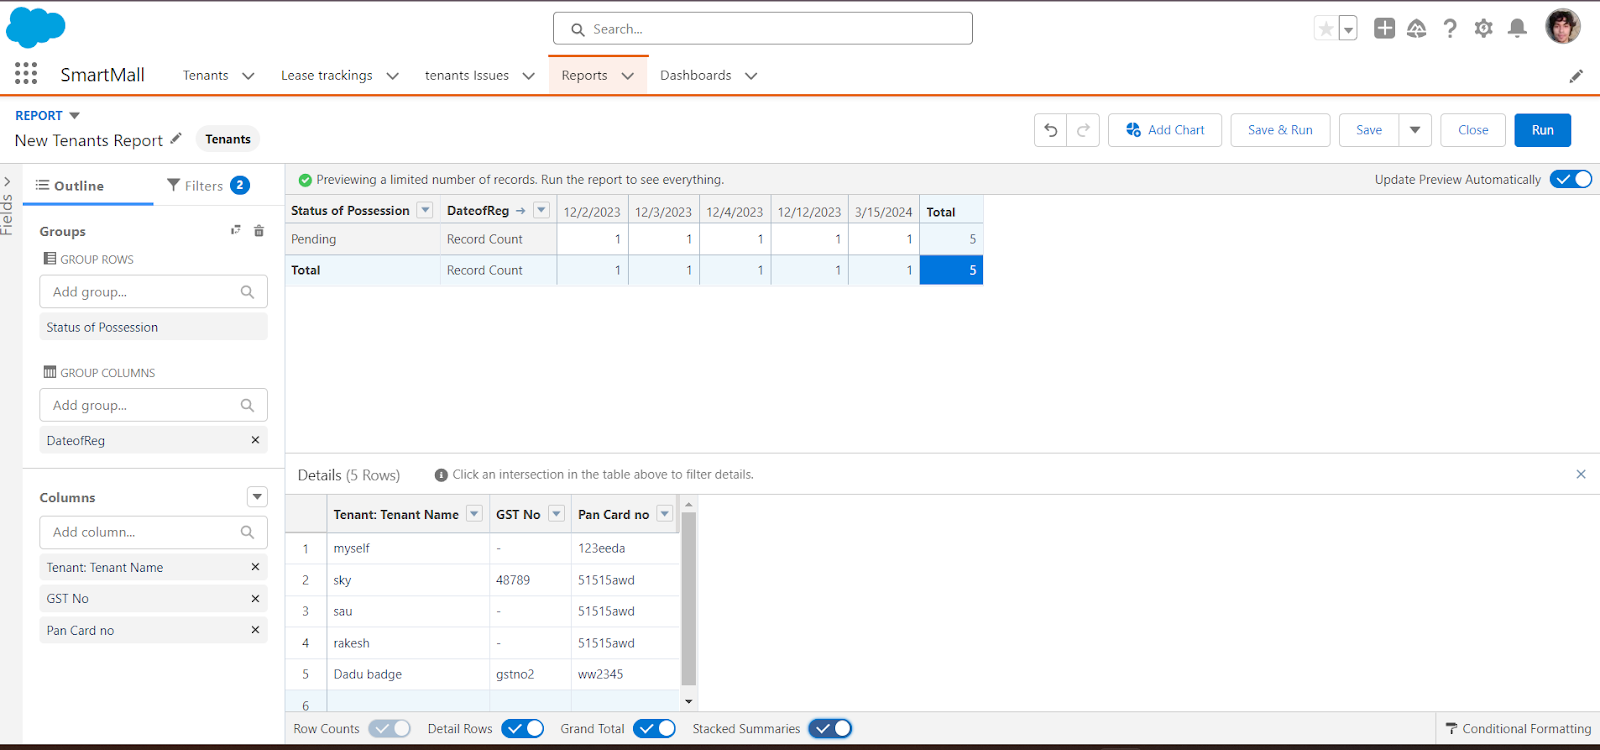 Search...
SmartMall Tenants Lease trackings tenants Issues Reports Dashboards
REPORT
New Tenants Report Tenants
Add Chart Save & Run Save Close Run
Fields
Outline Filters 2
Previewing a limited number of records. Run the report to see everything. Update Preview Automatically
Groups
GROUP ROWS
Add group...
Status of Possession
GROUP COLUMNS
Add group...
DateofReg
Columns
Add column...
Tenant: Tenant Name
GST No
Pan Card no
Status of Possession DateofReg → 12/2/2023 12/3/2023 12/4/2023 12/12/2023 3/15/2024 Total
Pending Record Count 1 1 1 1 1 5
Total Record Count 1 1 1 1 1 5
Details (5 Rows) Click an intersection in the table above to filter details.
Tenant: Tenant Name GST No Pan Card no
1 myself - 123eeda
2 sky 48789 51515awd
3 sau - 51515awd
4 rakesh - 51515awd
5 Dadu badge gstno2 ww2345
6
Row Counts Detail Rows Grand Total Stacked Summaries Conditional Formatting